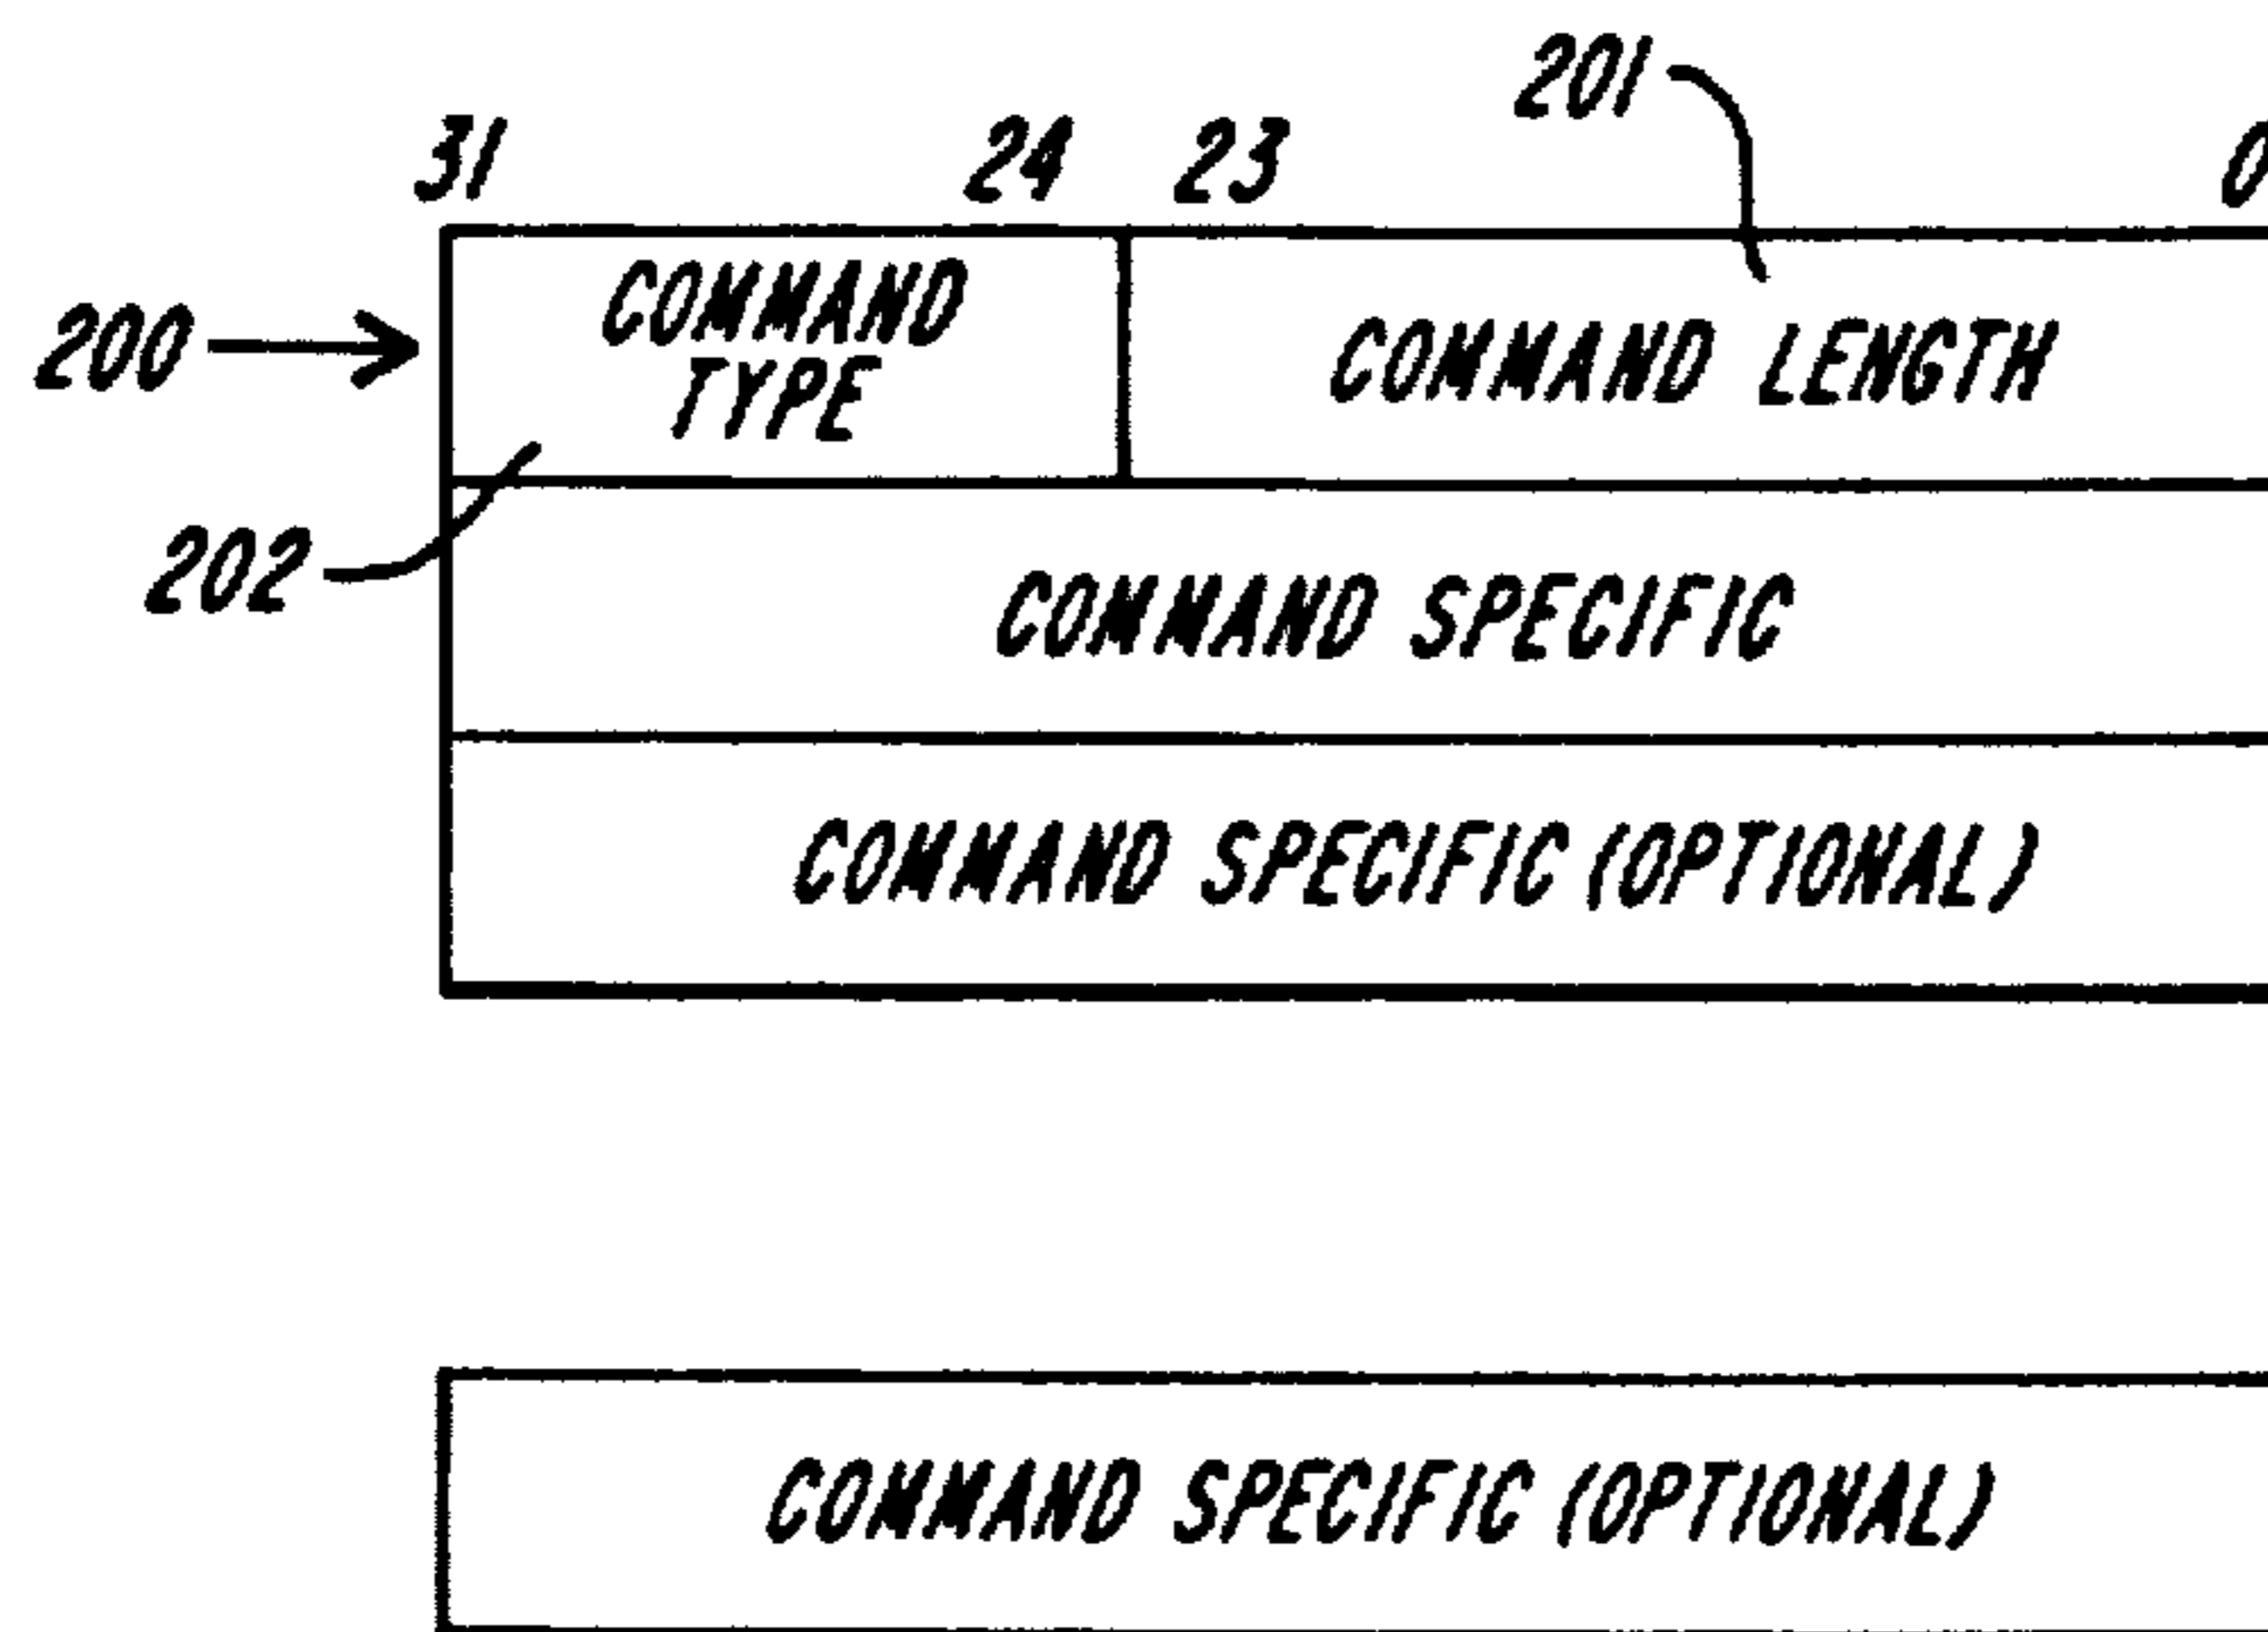 201
31 24 23 0
200
COMMAND
TYPE
COMMAND LENGTH
202
COMMAND SPECIFIC
COMMAND SPECIFIC (OPTIONAL)
COMMAND SPECIFIC (OPTIONAL)